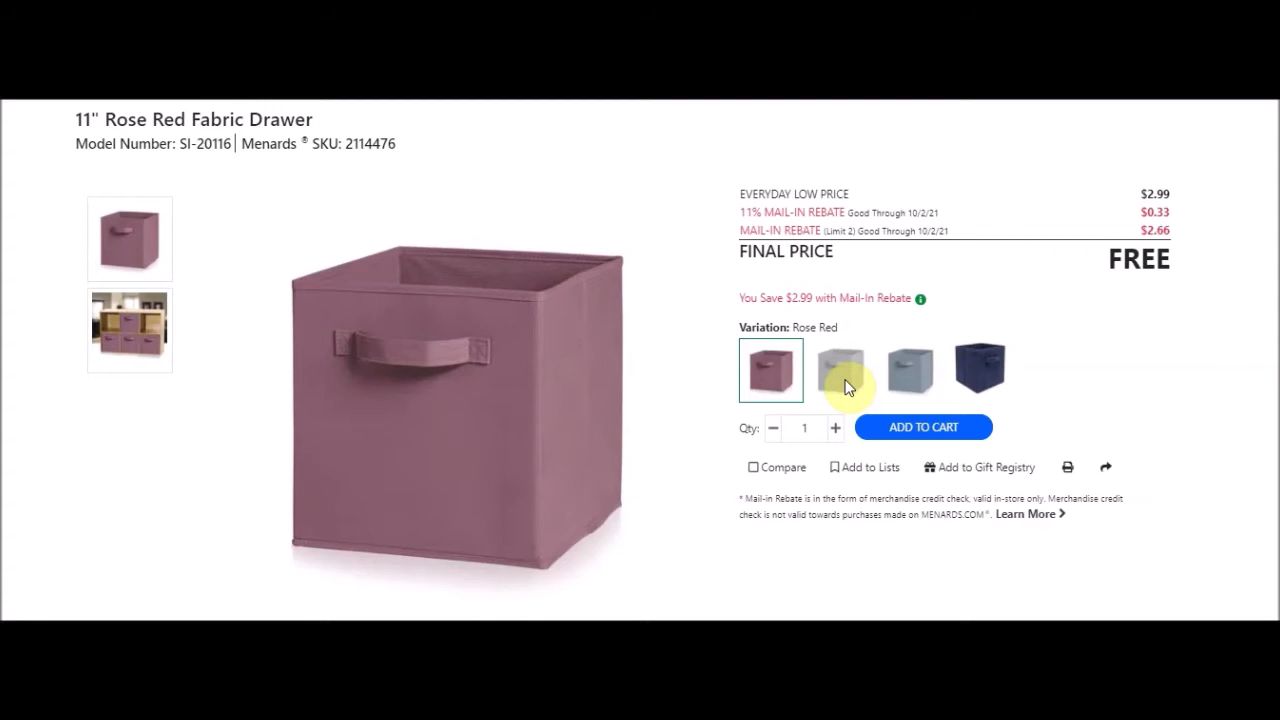 11" Rose Red Fabric Drawer
Model Number: SI-20116 | Menards ® SKU: 2114476
EVERYDAY LOW PRICE $2.99
11% MAIL-IN REBATE Good Through 10/2/21 $0.33
MAIL-IN REBATE (Limit 2) Good Through 10/2/21 $2.66
FINAL PRICE FREE
You Save $2.99 with Mail-In Rebate
Variation: Rose Red
Qty: 1 ADD TO CART
Compare Add to Lists Add to Gift Registry
* Mail-in Rebate is in the form of merchandise credit check, valid in-store only. Merchandise credit
check is not valid towards purchases made on MENARDS.COM®. Learn More